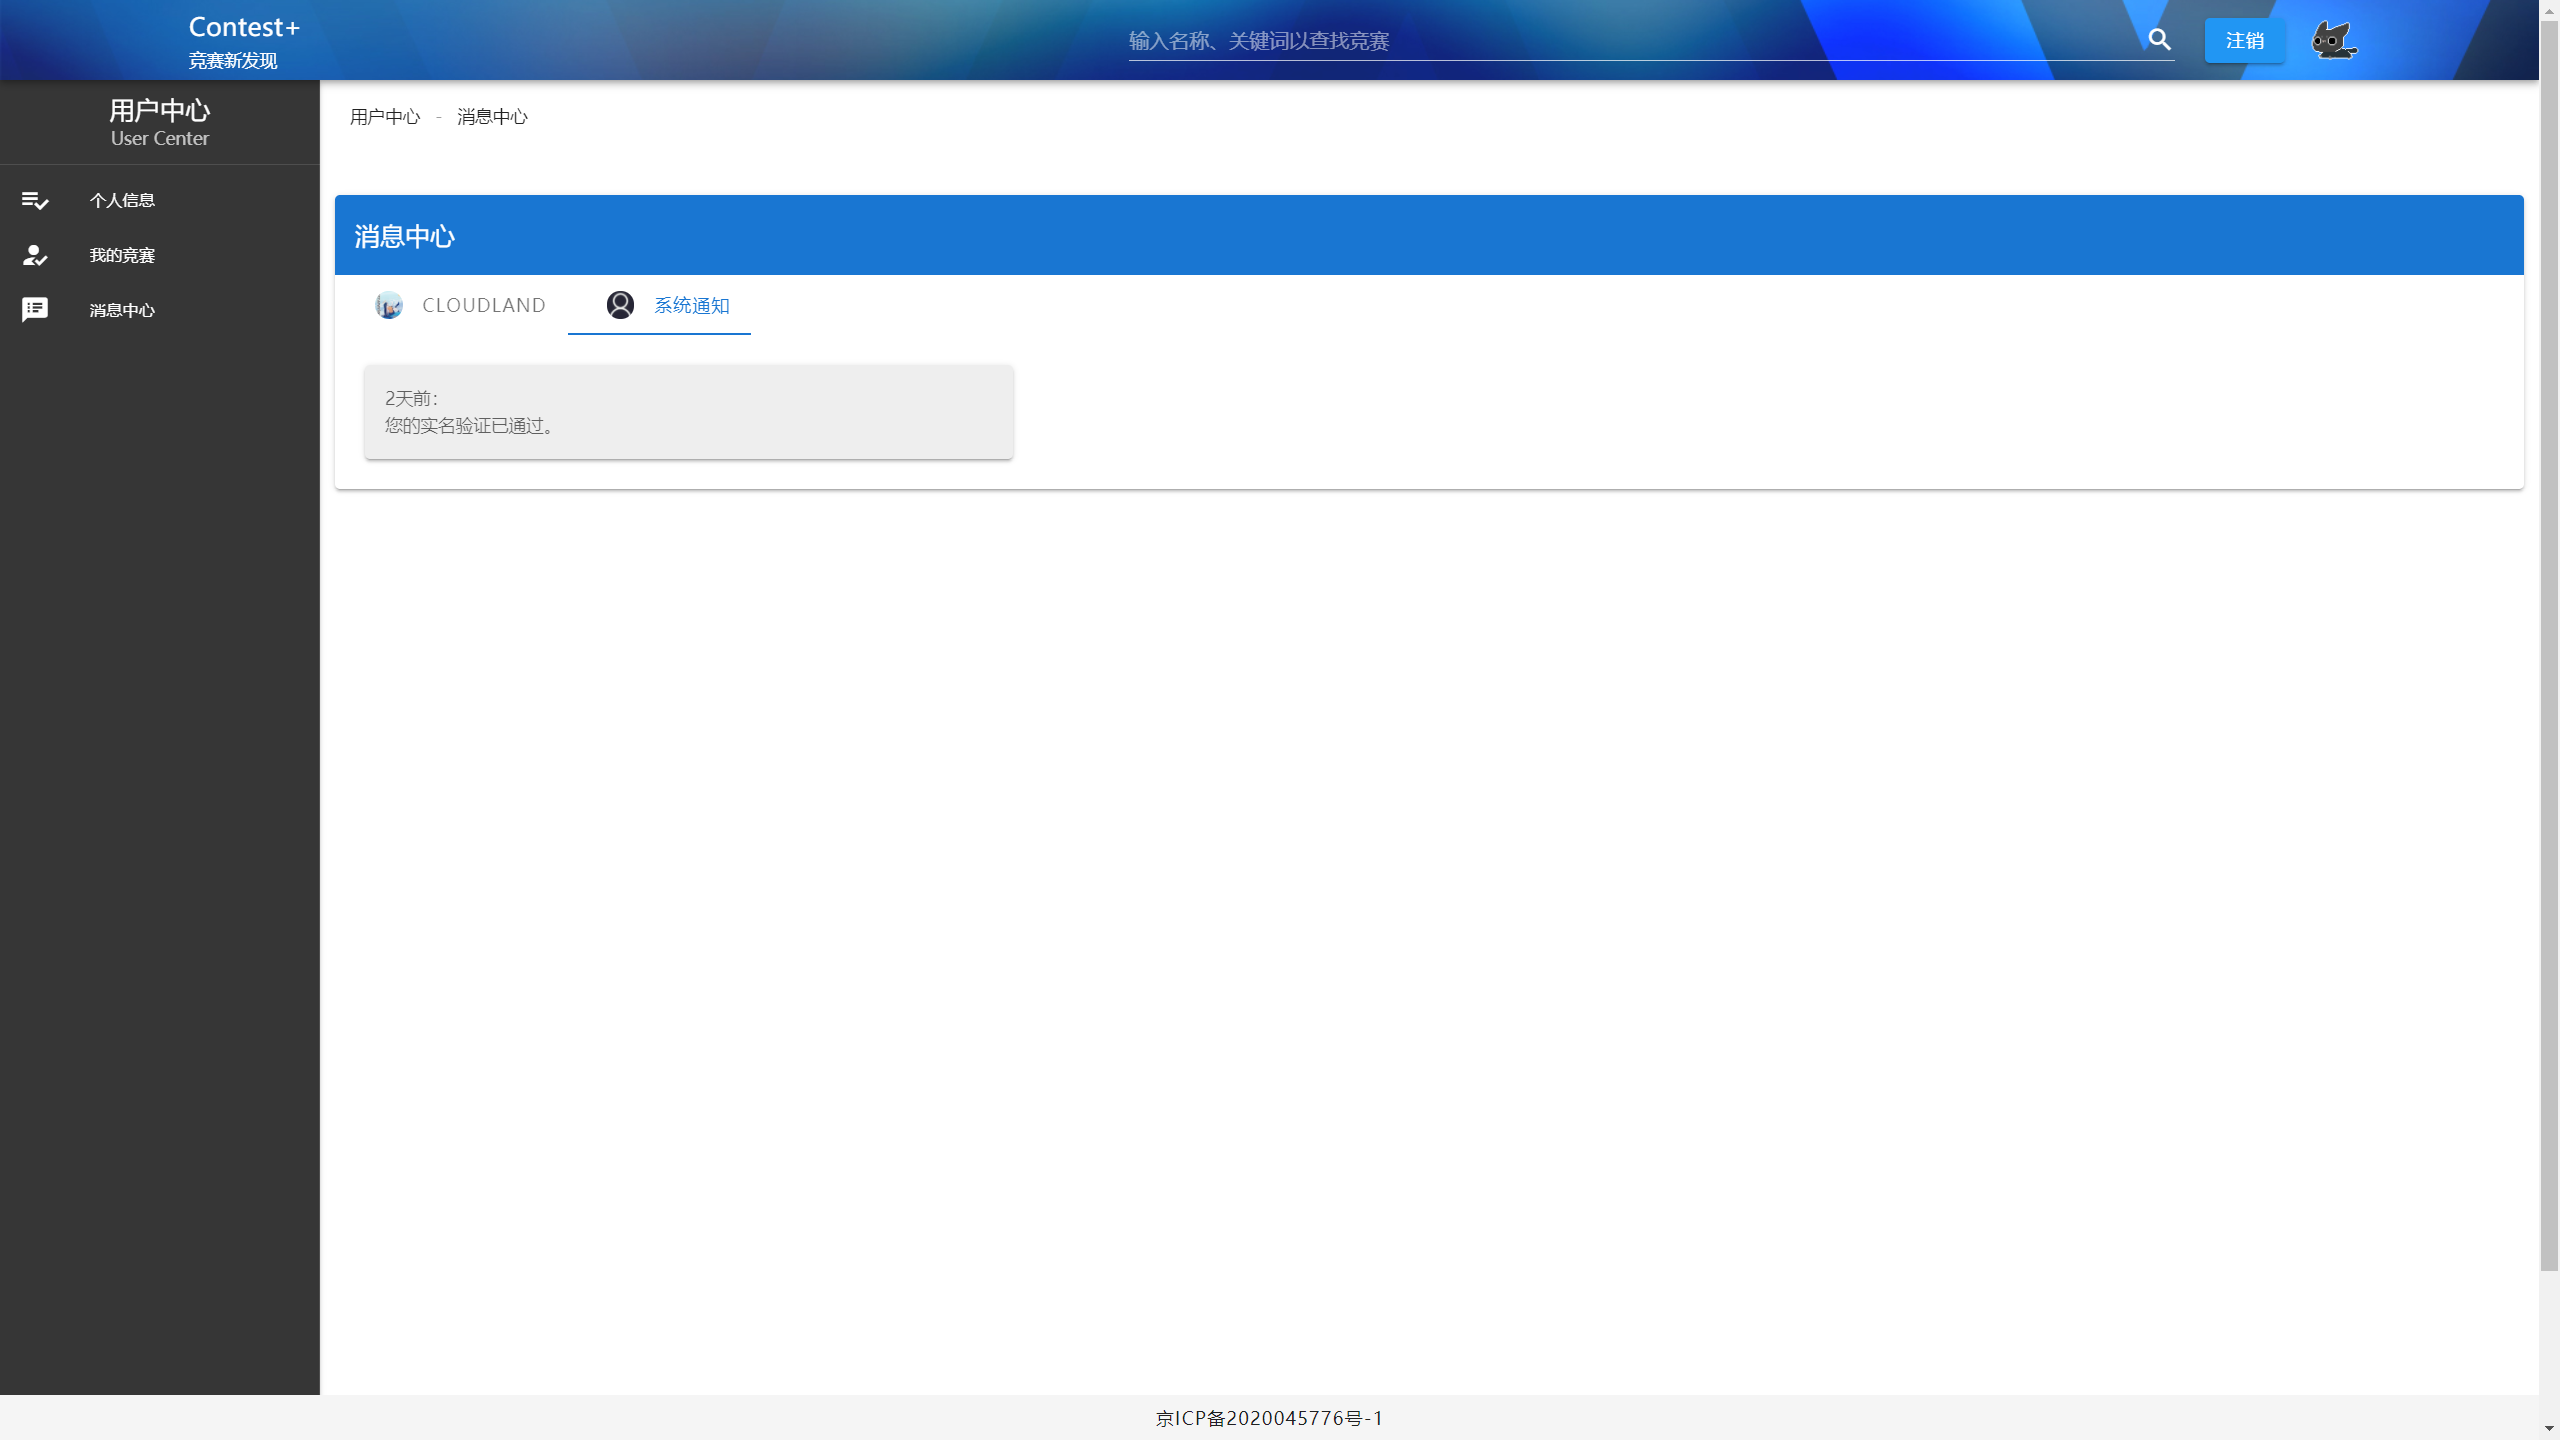 Contest+
竞赛新发现
输入名称、关键词以查找竞赛
注销
用户中心
User Center
个人信息
我的竞赛
消息中心
用户中心 - 消息中心
消息中心
CLOUDLAND
系统通知
2天前：
您的实名验证已通过。
京ICP备2020045776号-1